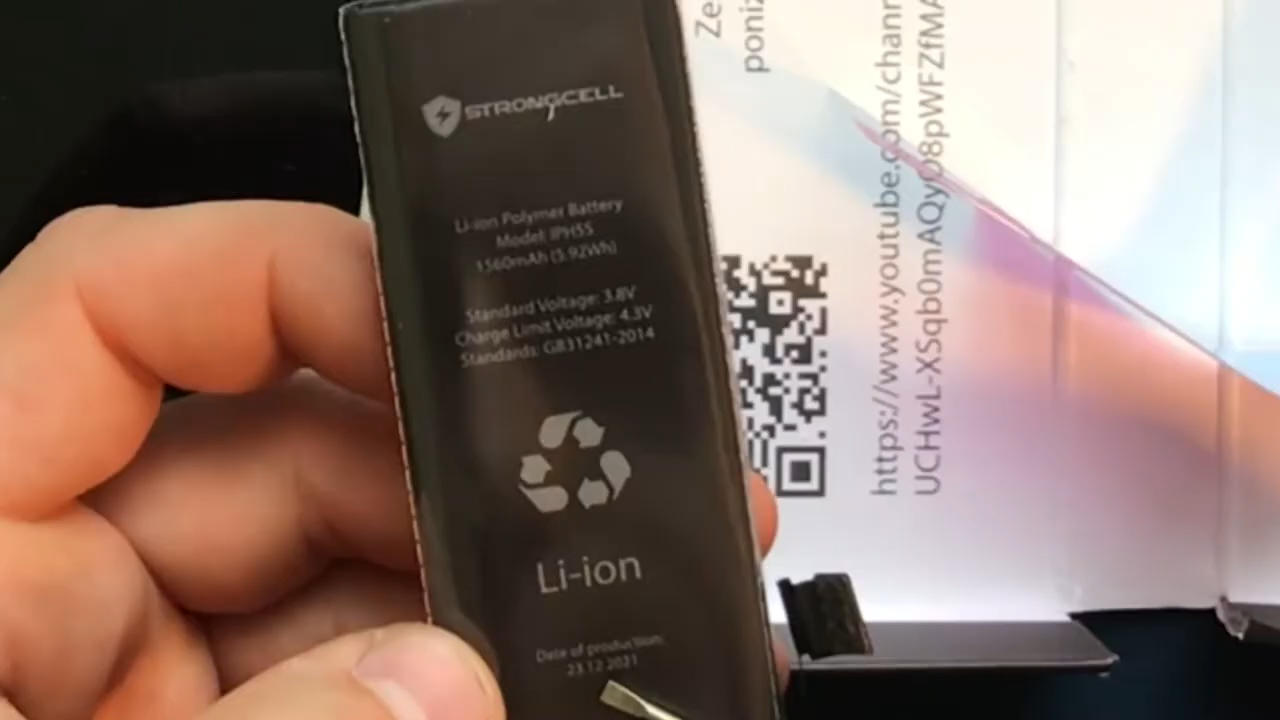 STRONGCELL
Li-ion Polymer Battery
Model: IPH5S
1560mAh (5.92Wh)
Standard Voltage: 3.8V
Charge Limit Voltage: 4.3V
Standards: GB31241-2014
Li-ion
Date of production:
23.12.2021
Ze
poniz
https://www.youtube.com/chann
UCHwL-XSqb0mAQyO8pWFZfMA